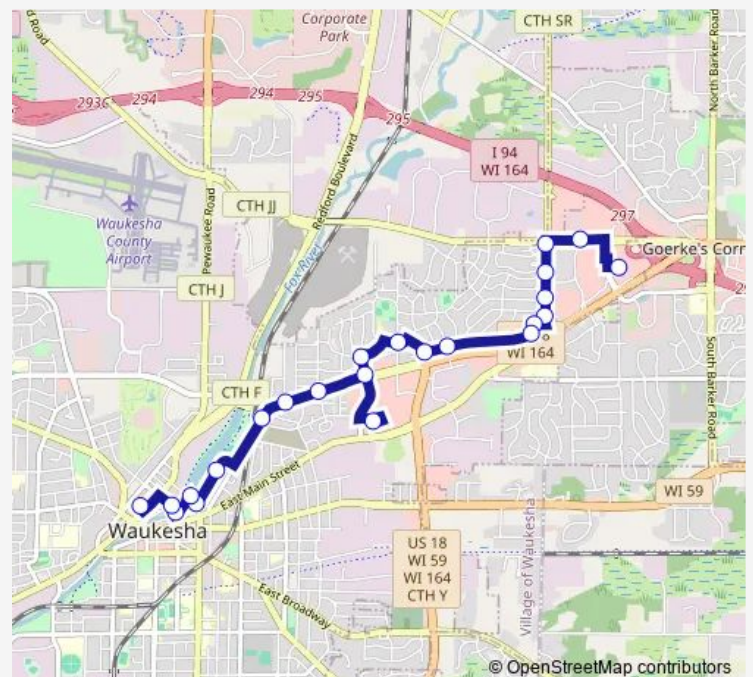 Corporate
Park
CTH SR
d Road
North Barker Road
2936
294
294
295
295
I 94
WI 164
Redford Boulevard
Pewaukee Road
CTH JJ
Waukesha
County
Airport
297
Goerke's Corn
Fox River
CTH J
29
WI 164
CTH F
South Barker Road
East Main Street
WI 59
Waukesha
US 18
WI 59
WI 164
CTH Y
Village of Waukesha
East Broadway
© OpenStreetMap contributors